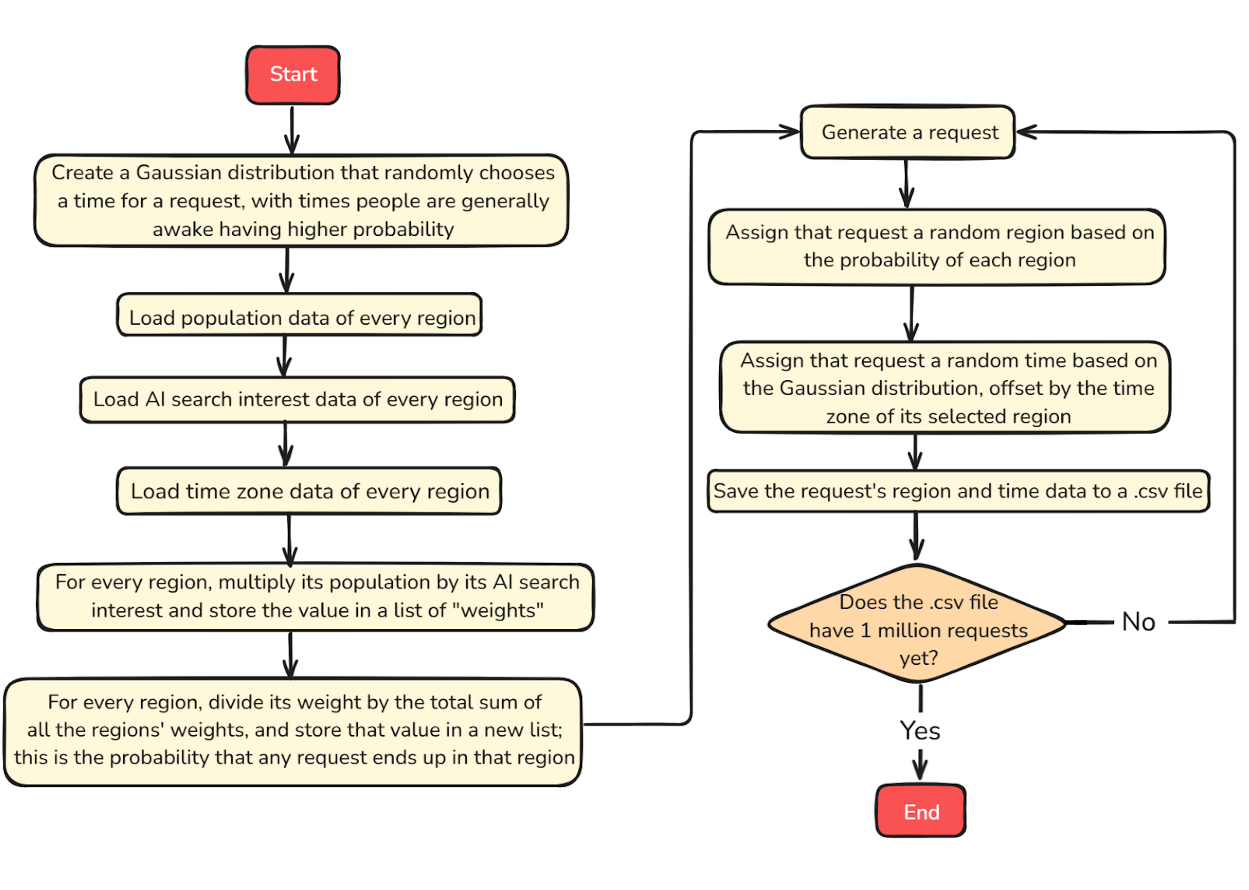 Start
Create a Gaussian distribution that randomly chooses
a time for a request, with times people are generally
awake having higher probability
Load population data of every region
Load AI search interest data of every region
Load time zone data of every region
For every region, multiply its population by its AI search
interest and store the value in a list of "weights"
For every region, divide its weight by the total sum of
all the regions' weights, and store that value in a new list;
this is the probability that any request ends up in that region
Generate a request
Assign that request a random region based on
the probability of each region
Assign that request a random time based on
the Gaussian distribution, offset by the time
zone of its selected region
Save the request's region and time data to a .csv file
Does the .csv file
have 1 million requests
yet?
No
Yes
End